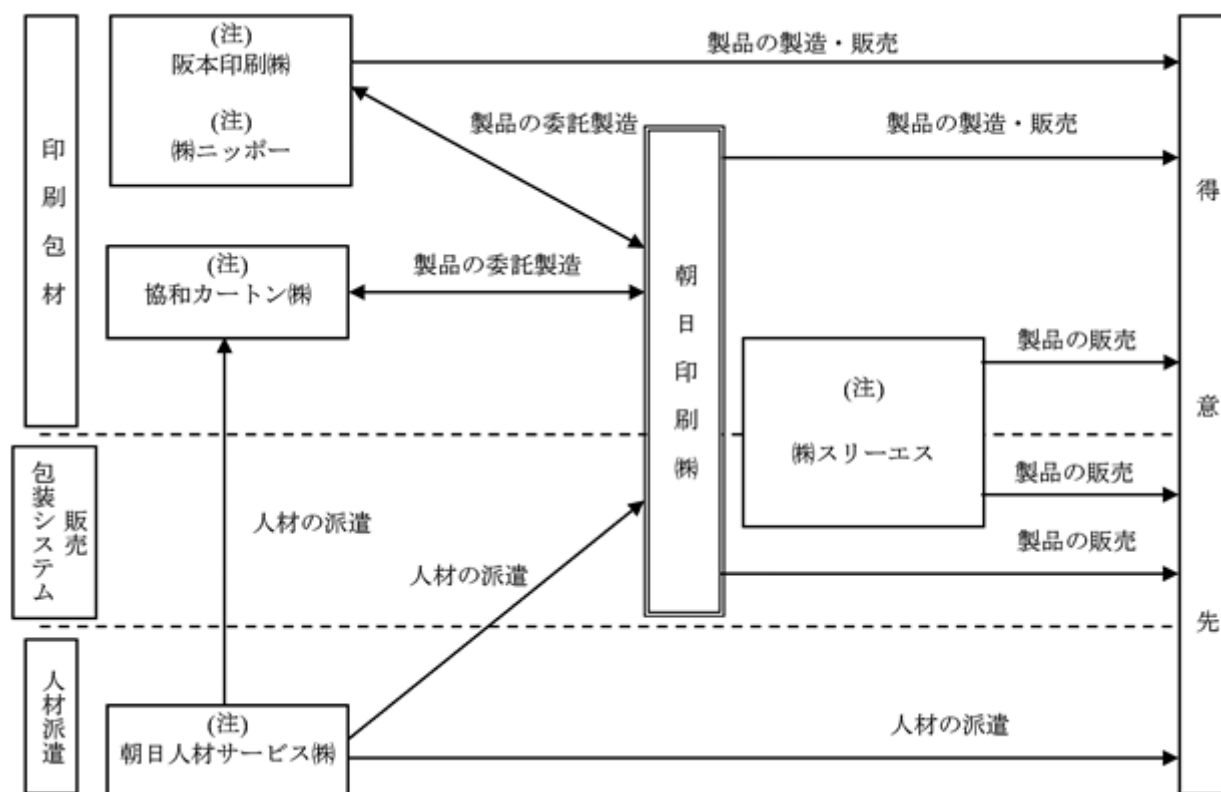 印刷包材
(注)
阪本印刷㈱
(注)
㈱ニッポー
製品の製造・販売
製品の委託製造
製品の製造・販売
(注)
協和カートン㈱
製品の委託製造
朝日印刷㈱
得意先
(注)
㈱スリーエス
製品の販売
製品の販売
製品の販売
包装システム
販売
人材の派遣
人材の派遣
人材派遣
(注)
朝日人材サービス㈱
人材の派遣